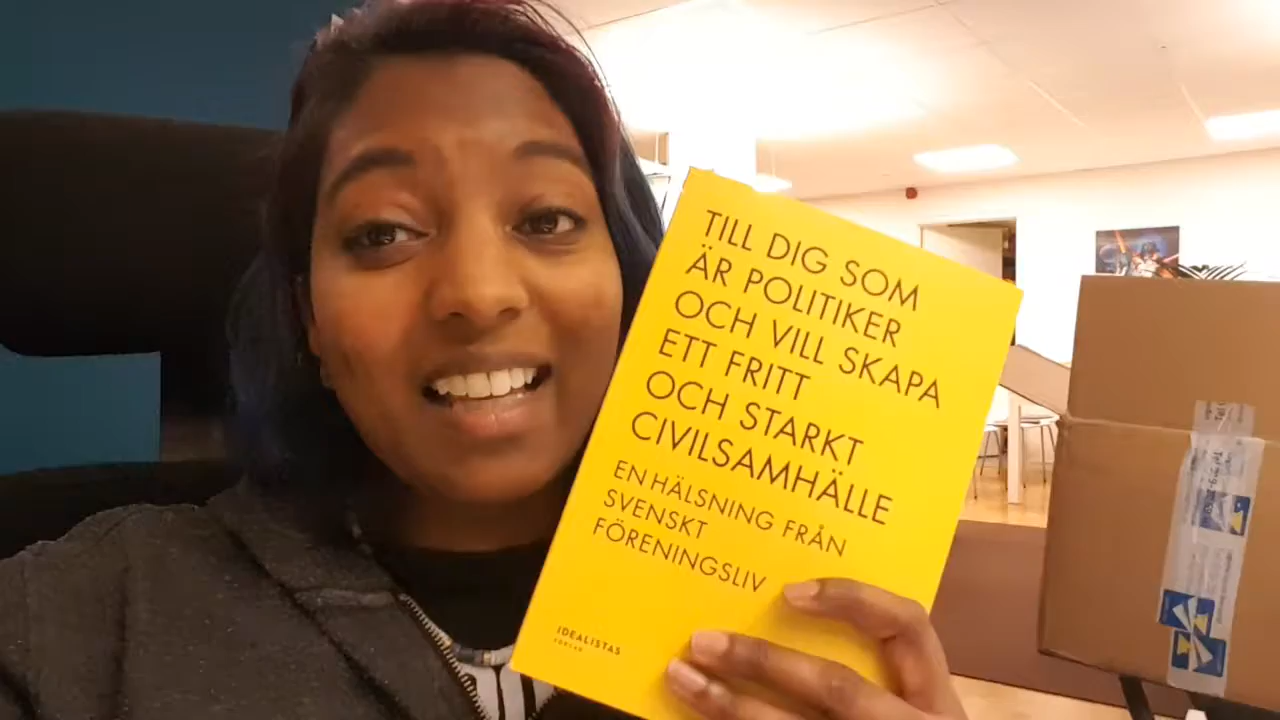 TILL DIG SOM
ÄR POLITIKER
OCH VILL SKAPA
ETT FRITT
OCH STARKT
CIVILSAMHÄLLE
EN HÄLSNING FRÅN
SVENSKT
FÖRENINGSLIV
IDEALISTAS
FÖRLAG